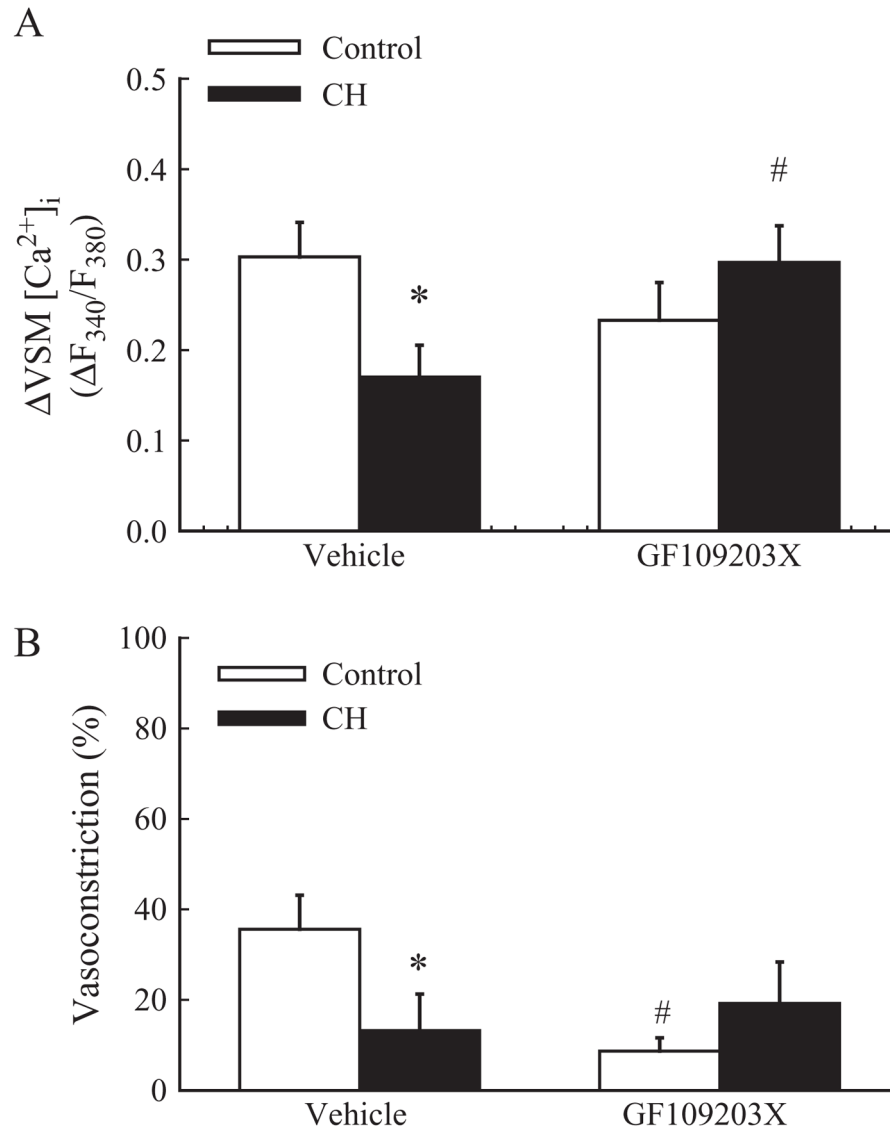 A
Control
CH
0.5
0.4
0.3
0.2
0.1
0.0
ΔVSM [Ca²⁺]ᵢ
(ΔF₃₄₀/F₃₈₀)
*
#
Vehicle
GF109203X
B
Control
CH
100
80
60
40
20
0
Vasoconstriction (%)
*
#
Vehicle
GF109203X